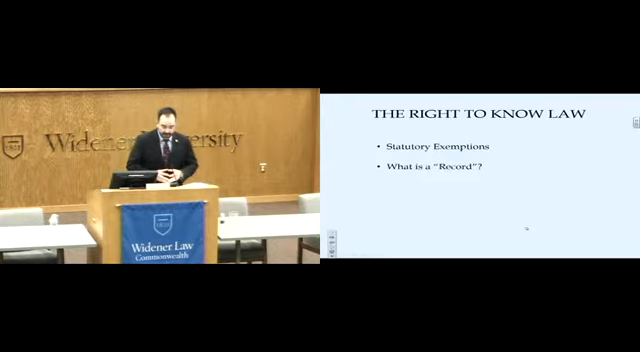 Widener University
Widener Law
Commonwealth
THE RIGHT TO KNOW LAW
• Statutory Exemptions
• What is a “Record”?